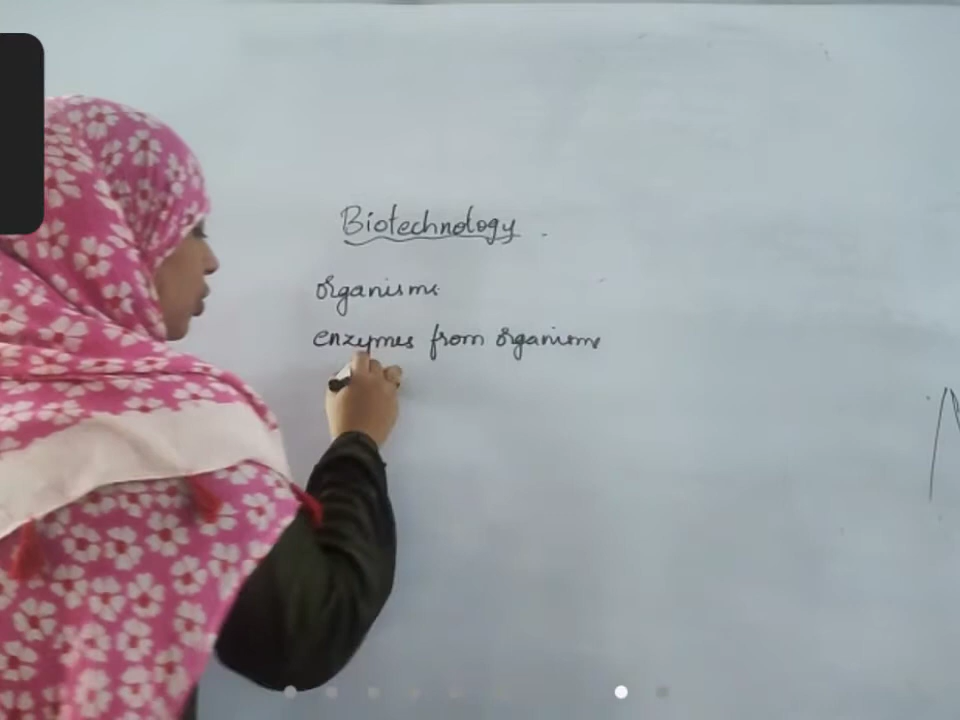 Biotechnology.
organisms
enzymes from organisms